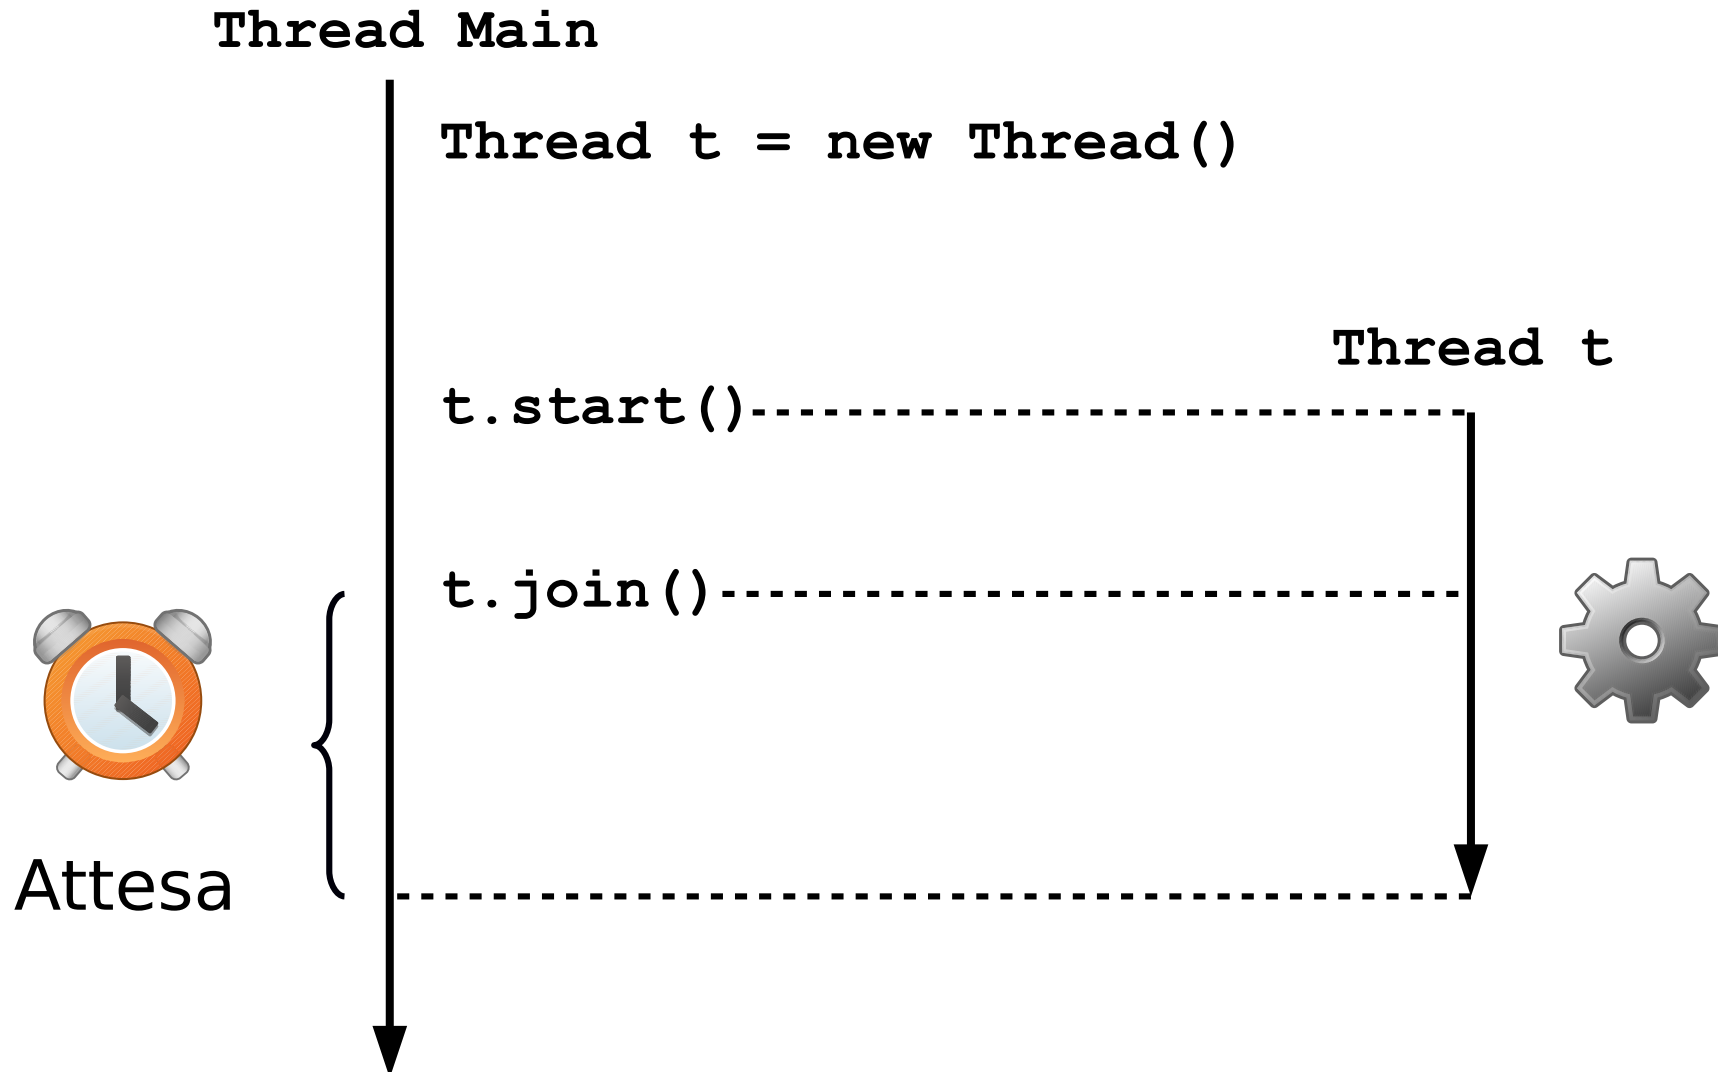 Thread Main
Thread t = new Thread()
Thread t
t.start()
t.join()
Attesa